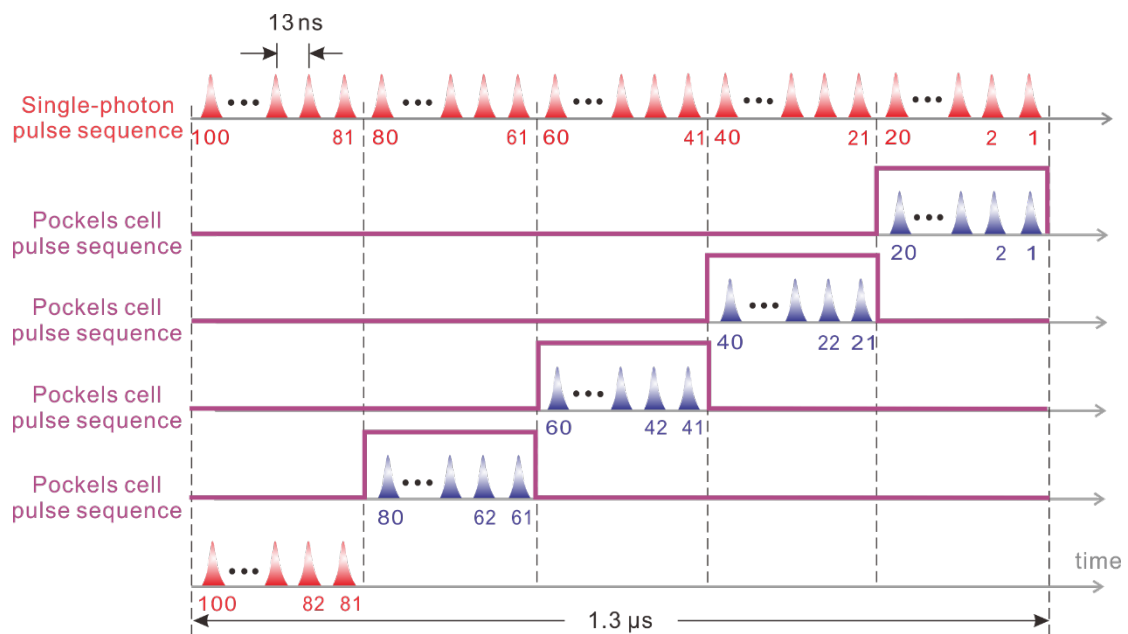 13 ns
Single-photon
pulse sequence
100 81 80 61 60 41 40 21 20 2 1
Pockels cell
pulse sequence
20 2 1
Pockels cell
pulse sequence
40 22 21
Pockels cell
pulse sequence
60 42 41
Pockels cell
pulse sequence
80 62 61
time
100 82 81
1.3 μs